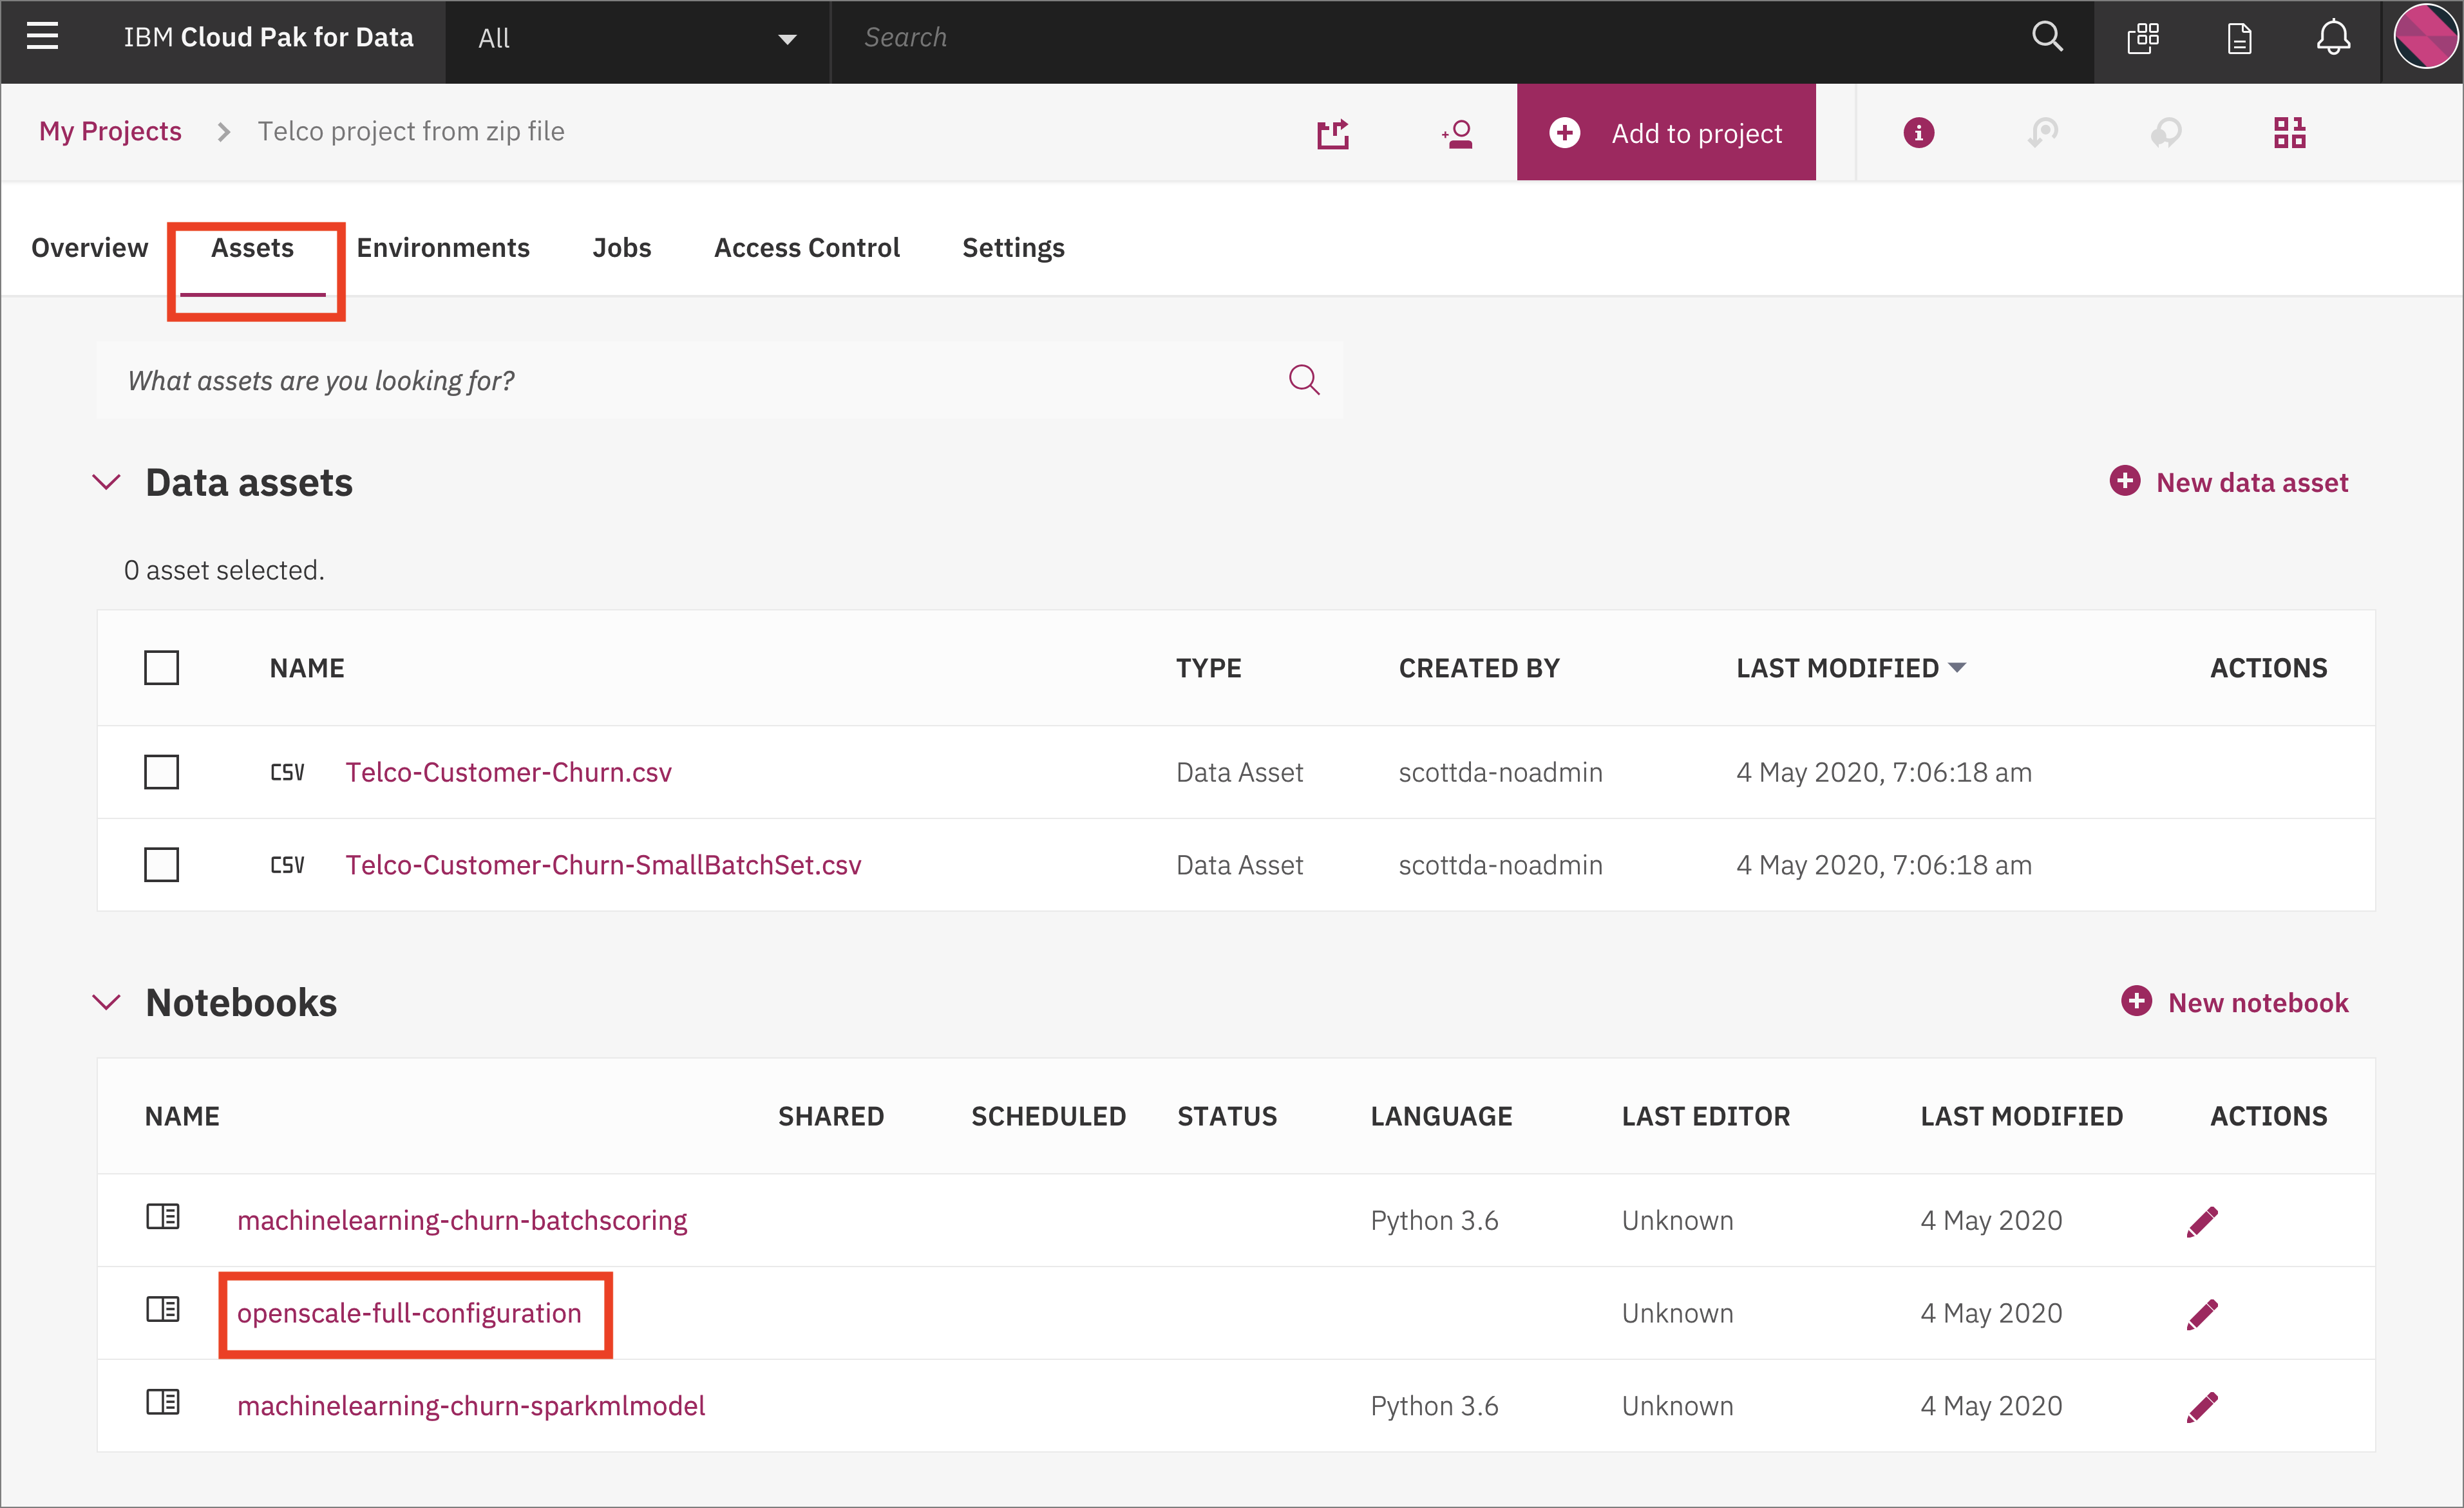 IBM Cloud Pak for Data All Search
My Projects > Telco project from zip file Add to project
Overview Assets Environments Jobs Access Control Settings
What assets are you looking for?
Data assets New data asset
0 asset selected.
NAME TYPE CREATED BY LAST MODIFIED ACTIONS
CSV Telco-Customer-Churn.csv Data Asset scottda-noadmin 4 May 2020, 7:06:18 am
CSV Telco-Customer-Churn-SmallBatchSet.csv Data Asset scottda-noadmin 4 May 2020, 7:06:18 am
Notebooks New notebook
NAME SHARED SCHEDULED STATUS LANGUAGE LAST EDITOR LAST MODIFIED ACTIONS
machinelearning-churn-batchscoring Python 3.6 Unknown 4 May 2020
openscale-full-configuration Unknown 4 May 2020
machinelearning-churn-sparkmlmodel Python 3.6 Unknown 4 May 2020